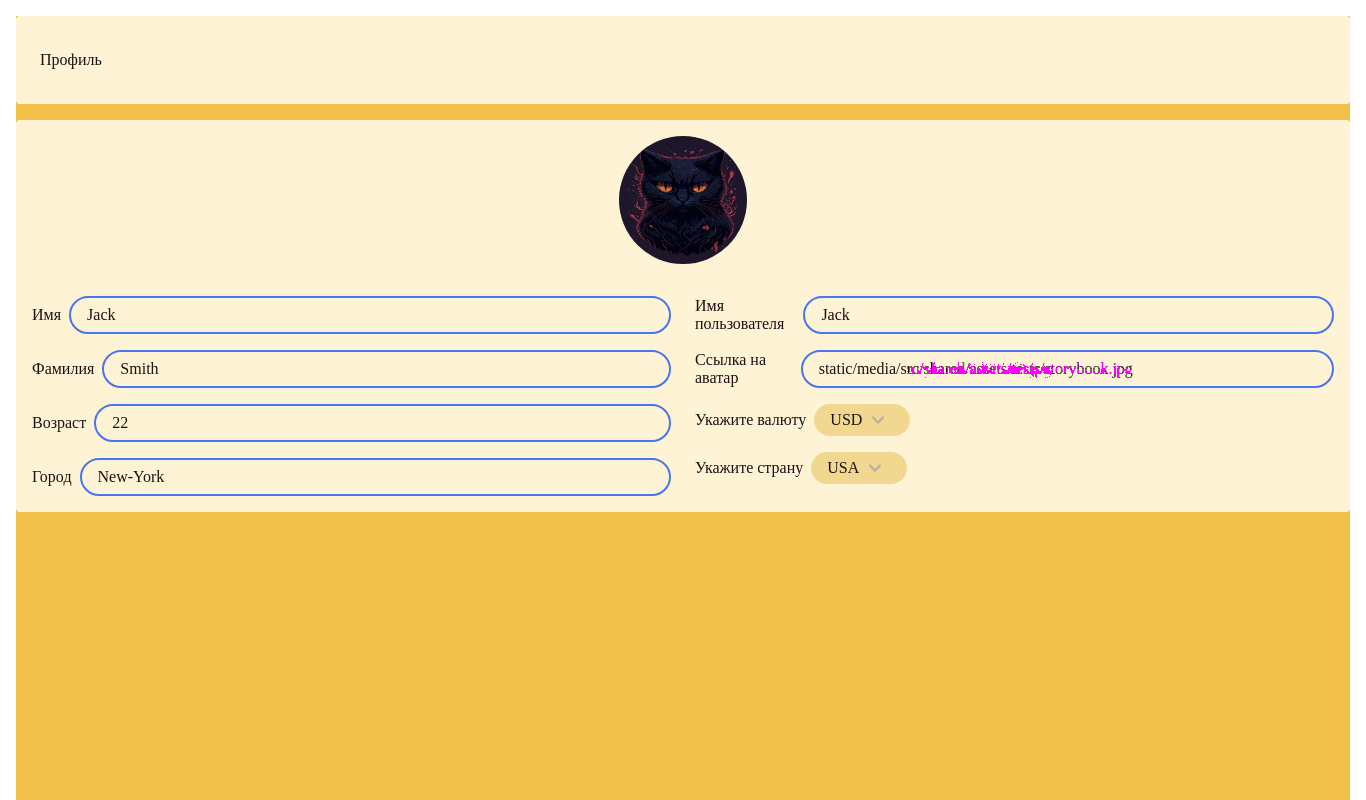 Профиль
Имя Jack
Фамилия Smith
Возраст 22
Город New-York
Имя
пользователя
Jack
Ссылка на
аватар
static/media/src/shared/assets/tests/storybook.jpg
Укажите валюту USD
Укажите страну USA